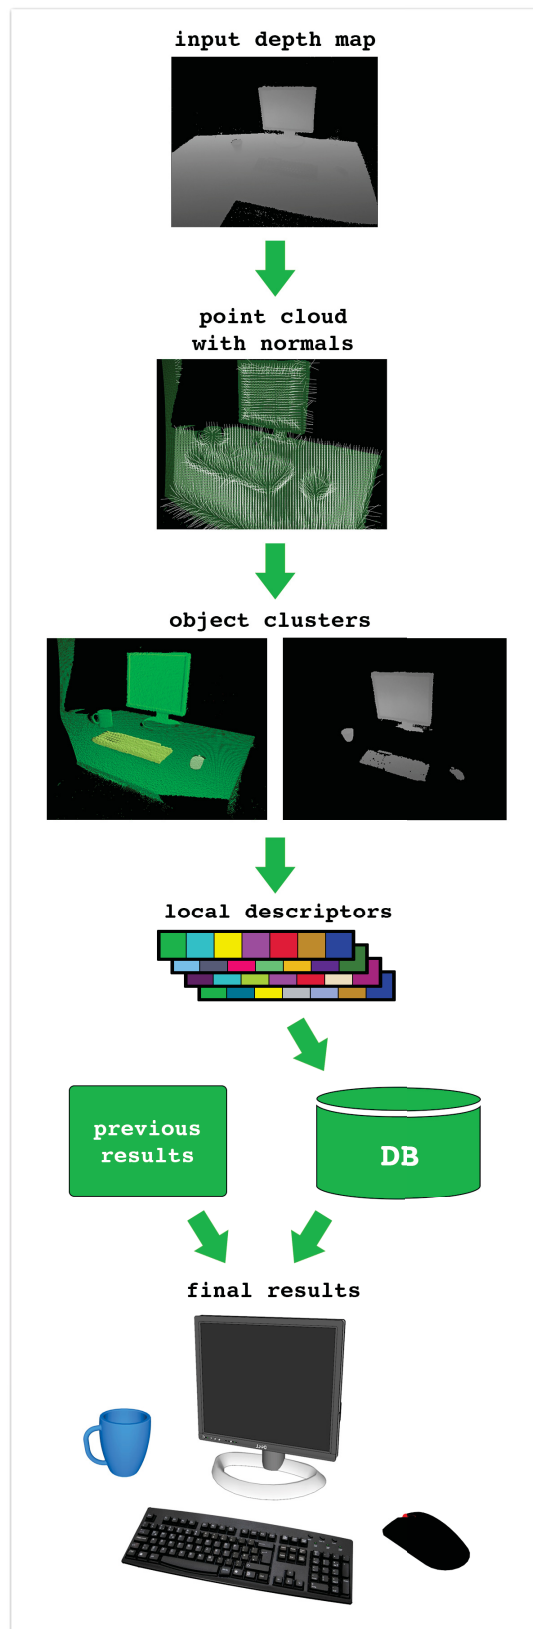 input depth map
point cloud
with normals
object clusters
local descriptors
previous
results
DB
final results